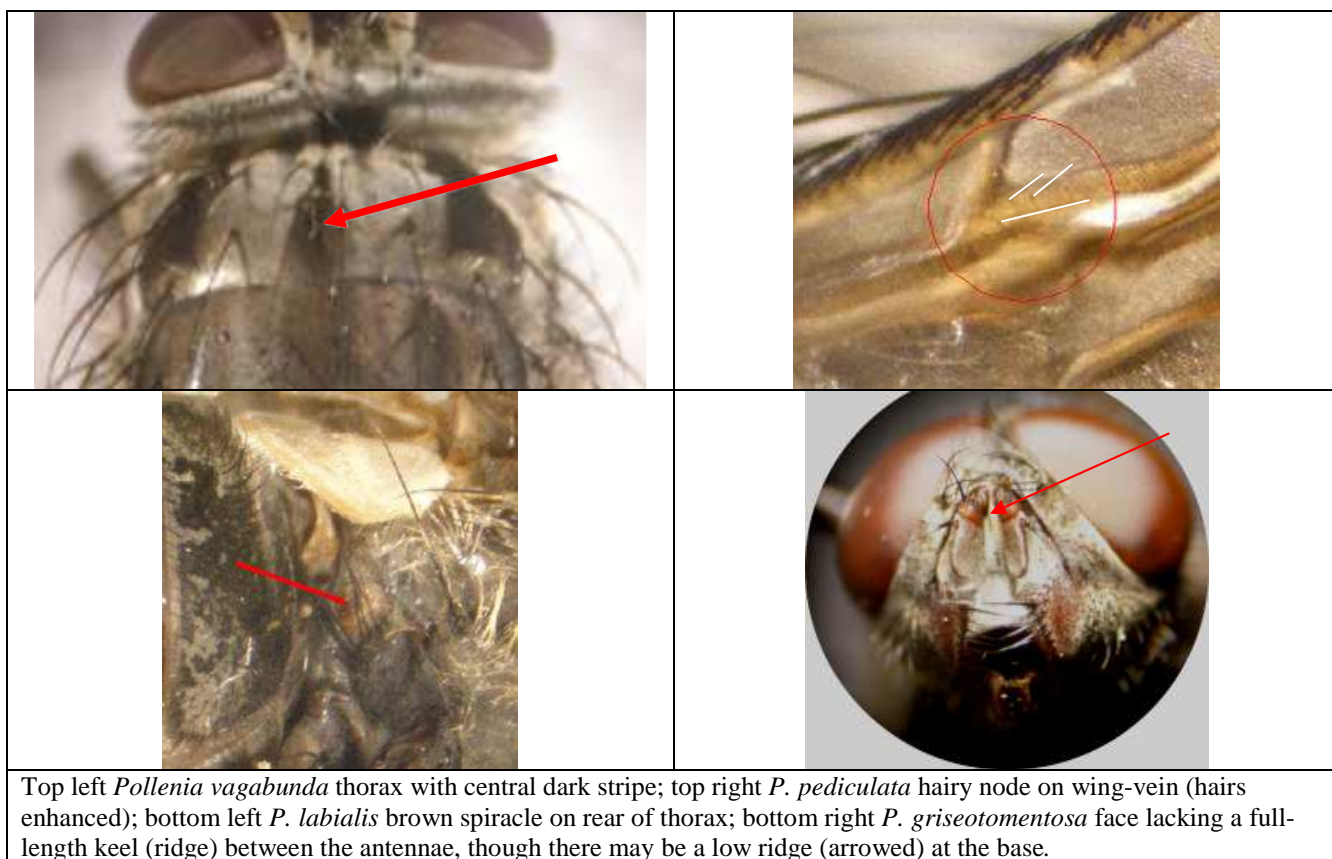 Top left Pollenia vagabunda thorax with central dark stripe; top right P. pediculata hairy node on wing-vein (hairs
enhanced); bottom left P. labialis brown spiracle on rear of thorax; bottom right P. griseotomentosa face lacking a full-
length keel (ridge) between the antennae, though there may be a low ridge (arrowed) at the base.